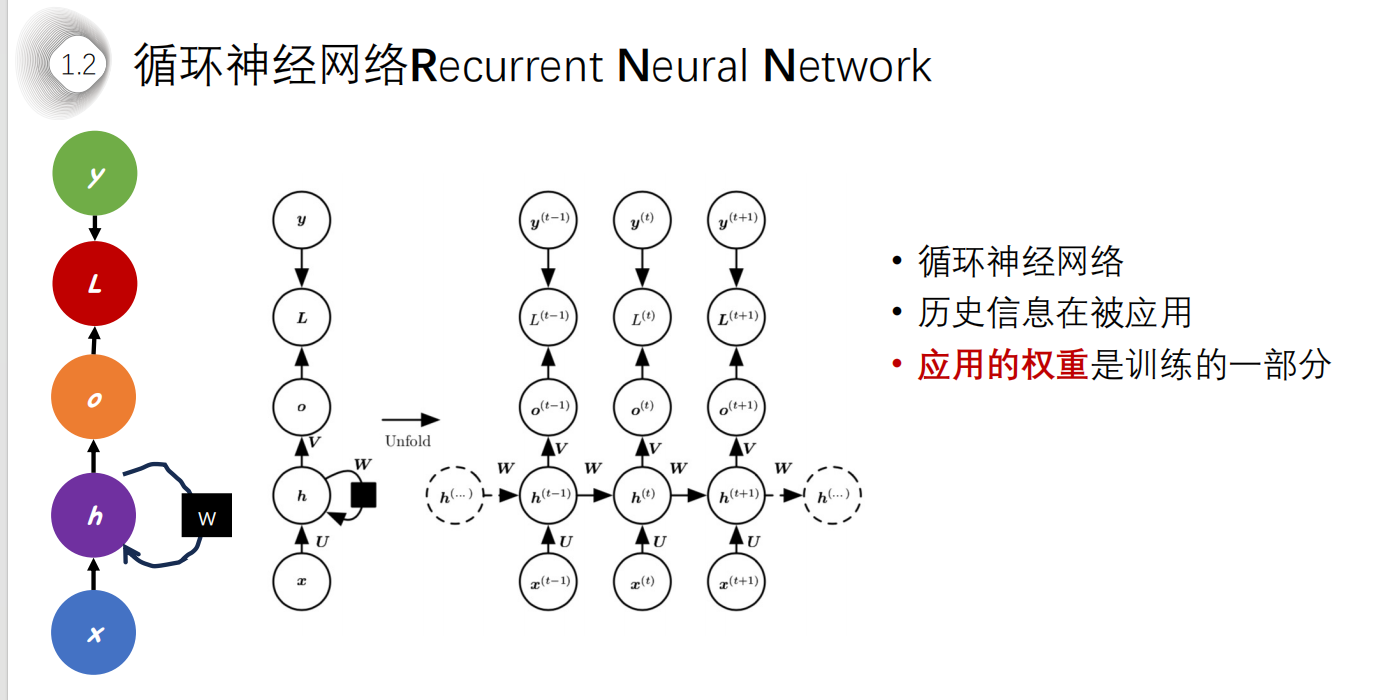 1.2
循环神经网络Recurrent Neural Network
y
L
o
h
W
x
y
L
o
V
h
W
U
x
Unfold
y^(t−1) y^(t) y^(t+1)
L^(t−1) L^(t) L^(t+1)
o^(t−1) o^(t) o^(t+1)
V V V
W W W W
h^(...) h^(t−1) h^(t) h^(t+1) h^(...)
U U U
x^(t−1) x^(t) x^(t+1)
• 循环神经网络
• 历史信息在被应用
• 应用的权重是训练的一部分